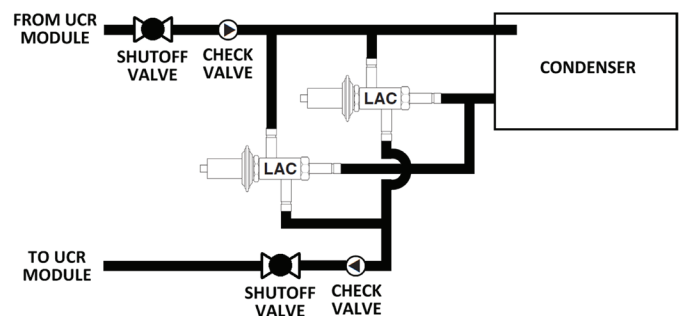 FROM UCR
MODULE
SHUTOFF
VALVE
CHECK
VALVE
CONDENSER
LAC
LAC
TO UCR
MODULE
SHUTOFF
VALVE
CHECK
VALVE